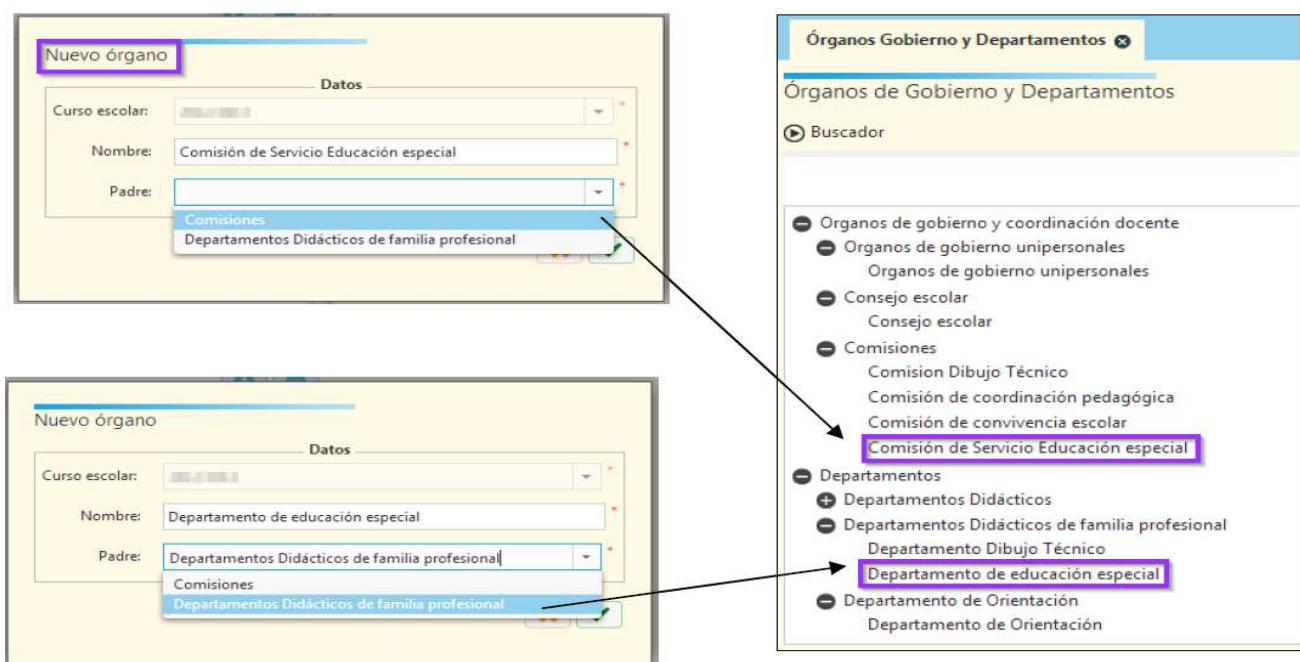 Nuevo órgano
Datos
Curso escolar:
*
Nombre: Comisión de Servicio Educación especial *
Padre: *
Comisiones
Departamentos Didácticos de familia profesional
Nuevo órgano
Datos
Curso escolar:
*
Nombre: Departamento de educación especial *
Padre: Departamentos Didácticos de familia profesional *
Comisiones
Departamentos Didácticos de familia profesional
Órganos Gobierno y Departamentos
Órganos de Gobierno y Departamentos
Buscador
Organos de gobierno y coordinación docente
Organos de gobierno unipersonales
Organos de gobierno unipersonales
Consejo escolar
Consejo escolar
Comisiones
Comision Dibujo Técnico
Comisión de coordinación pedagógica
Comisión de convivencia escolar
Comisión de Servicio Educación especial
Departamentos
Departamentos Didácticos
Departamentos Didácticos de familia profesional
Departamento Dibujo Técnico
Departamento de educación especial
Departamento de Orientación
Departamento de Orientación